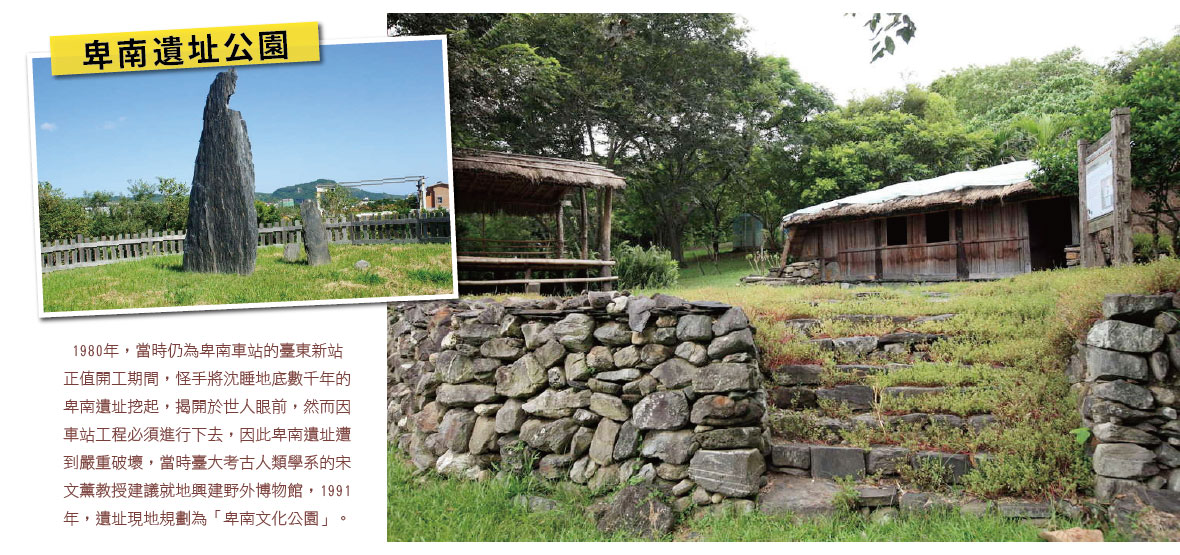 卑南遺址公園
1980年，當時仍為卑南車站的臺東新站
正值開工期間，怪手將沈睡地底數千年的
卑南遺址挖起，揭開於世人眼前，然而因
車站工程必須進行下去，因此卑南遺址遭
到嚴重破壞，當時臺大考古人類學系的宋
文薰教授建議就地興建野外博物館，1991
年，遺址現地規劃為「卑南文化公園」。